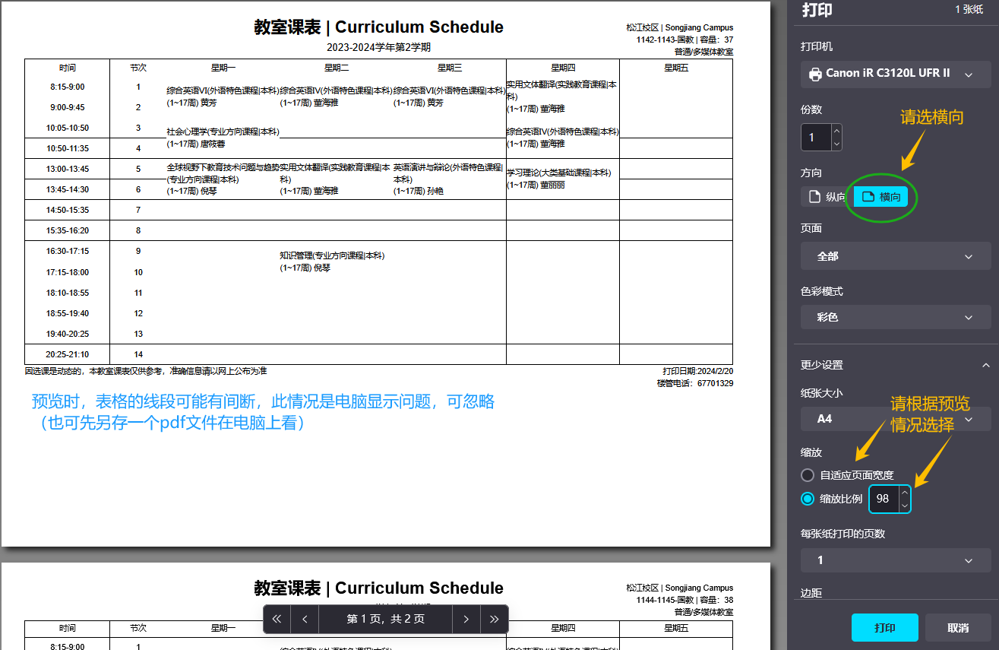 教室课表 | Curriculum Schedule
2023-2024学年第2学期
松江校区 | Songjiang Campus
1142-1143-国教 | 容量：37
普通/多媒体教室
时间 节次 星期一 星期二 星期三 星期四 星期五
8:15-9:00 1
9:00-9:45 2
综合英语VI(外语特色课程|本科)
(1~17周) 黄芳
综合英语IV(外语特色课程|本科)
(1~17周) 董海雅
综合英语VI(外语特色课程|本科)
(1~17周) 黄芳
实用文体翻译(实践教育课程|本
科)
(1~17周) 董海雅
10:05-10:50 3
10:50-11:35 4
社会心理学(专业方向课程|本科)
(1~17周) 唐筱蓉
综合英语IV(外语特色课程|本科)
(1~17周) 董海雅
13:00-13:45 5
13:45-14:30 6
全球视野下教育技术问题与趋势
(专业方向课程|本科)
(1~17周) 倪琴
实用文体翻译(实践教育课程|本
科)
(1~17周) 董海雅
英语演讲与辩论(外语特色课程|
本科)
(1~17周) 孙艳
学习理论(大类基础课程|本科)
(1~17周) 董丽丽
14:50-15:35 7
15:35-16:20 8
16:30-17:15 9
17:15-18:00 10
知识管理(专业方向课程|本科)
(1~17周) 倪琴
18:10-18:55 11
18:55-19:40 12
19:40-20:25 13
20:25-21:10 14
因选课是动态的，本教室课表仅供参考，准确信息请以网上公布为准
打印日期:2024/2/20
楼管电话：67701329
预览时，表格的线段可能有间断，此情况是电脑显示问题，可忽略
（也可先另存一个pdf文件在电脑上看）
教室课表 | Curriculum Schedule
松江校区 | Songjiang Campus
1144-1145-国教 | 容量：38
普通/多媒体教室
第 1 页，共 2 页
时间 节次 星期一 星期四 星期五
8:15-9:00 1
打印
1 张纸
打印机
Canon iR C3120L UFR II
份数
1
请选横向
方向
纵向
横向
页面
全部
色彩模式
彩色
更少设置
纸张大小
A4
请根据预览
情况选择
缩放
自适应页面宽度
缩放比例 98
每张纸打印的页数
1
边距
打印 取消